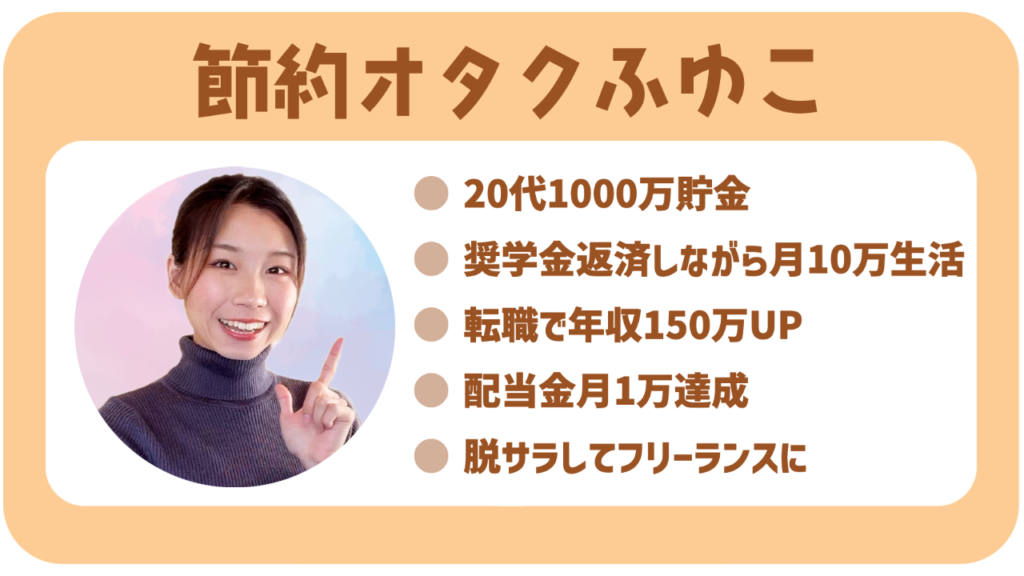 節約オタクふゆこ
20代1000万貯金
奨学金返済しながら月10万生活
転職で年収150万UP
配当金月1万達成
脱サラしてフリーランスに